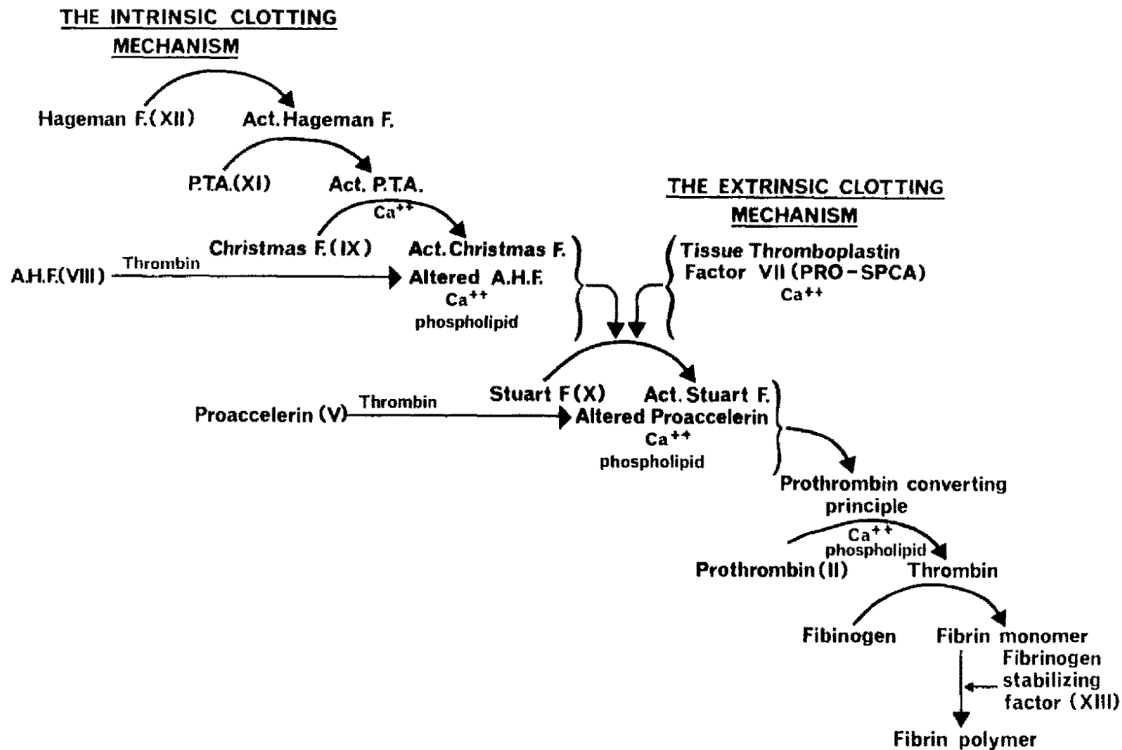 THE INTRINSIC CLOTTING
MECHANISM
Hageman F.(XII)
Act. Hageman F.
P.T.A.(XI)
Act. P.T.A.
Ca++
Christmas F.(IX)
Act. Christmas F.
A.H.F.(VIII)
Thrombin
Altered A.H.F.
Ca++
phospholipid
THE EXTRINSIC CLOTTING
MECHANISM
Tissue Thromboplastin
Factor VII (PRO-SPCA)
Ca++
Stuart F(X)
Act. Stuart F.
Proaccelerin (V)
Thrombin
Altered Proaccelerin
Ca++
phospholipid
Prothrombin converting
principle
Ca++
phospholipid
Prothrombin (II)
Thrombin
Fibinogen
Fibrin monomer
Fibrinogen
stabilizing
factor (XIII)
Fibrin polymer